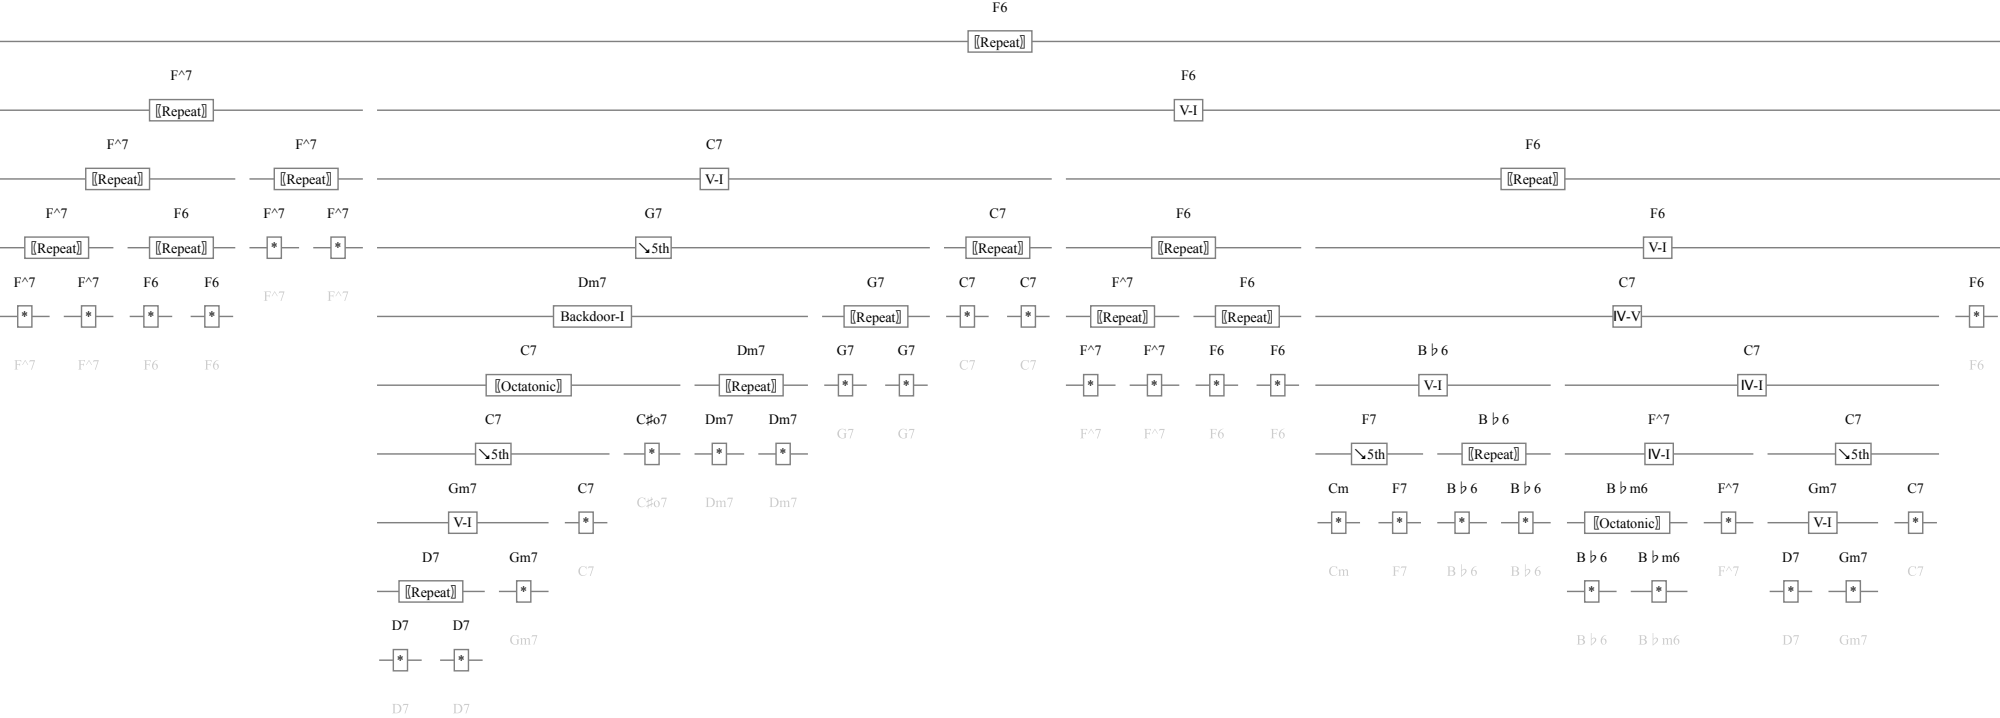 F6
〚Repeat〛
F^7 F6
〚Repeat〛 V-I
F^7 F^7 C7 F6
〚Repeat〛 〚Repeat〛 V-I 〚Repeat〛
F^7 F6 F^7 F^7 G7 C7 F6 F6
〚Repeat〛 〚Repeat〛 * * ↘5th 〚Repeat〛 〚Repeat〛 V-I
F^7 F^7 F6 F6 F^7 F^7 Dm7 G7 C7 C7 F^7 F6 C7 F6
* * * * Backdoor-I 〚Repeat〛 * * 〚Repeat〛 〚Repeat〛 Ⅳ-V *
F^7 F^7 F6 F6 C7 Dm7 G7 G7 C7 C7 F^7 F^7 F6 F6 B♭6 C7 F6
〚Octatonic〛 〚Repeat〛 * * * * * * V-I Ⅳ-I
C7 C♯o7 Dm7 Dm7 G7 G7 F^7 F^7 F6 F6 F7 B♭6 F^7 C7
↘5th * * * ↘5th 〚Repeat〛 Ⅳ-I ↘5th
Gm7 C7 C♯o7 Dm7 Dm7 Cm F7 B♭6 B♭6 B♭m6 F^7 Gm7 C7
V-I * * * * * 〚Octatonic〛 * V-I *
D7 Gm7 C7 Cm F7 B♭6 B♭6 B♭6 B♭m6 F^7 D7 Gm7 C7
〚Repeat〛 * * * * *
D7 D7 Gm7 B♭6 B♭m6 D7 Gm7
* *
D7 D7